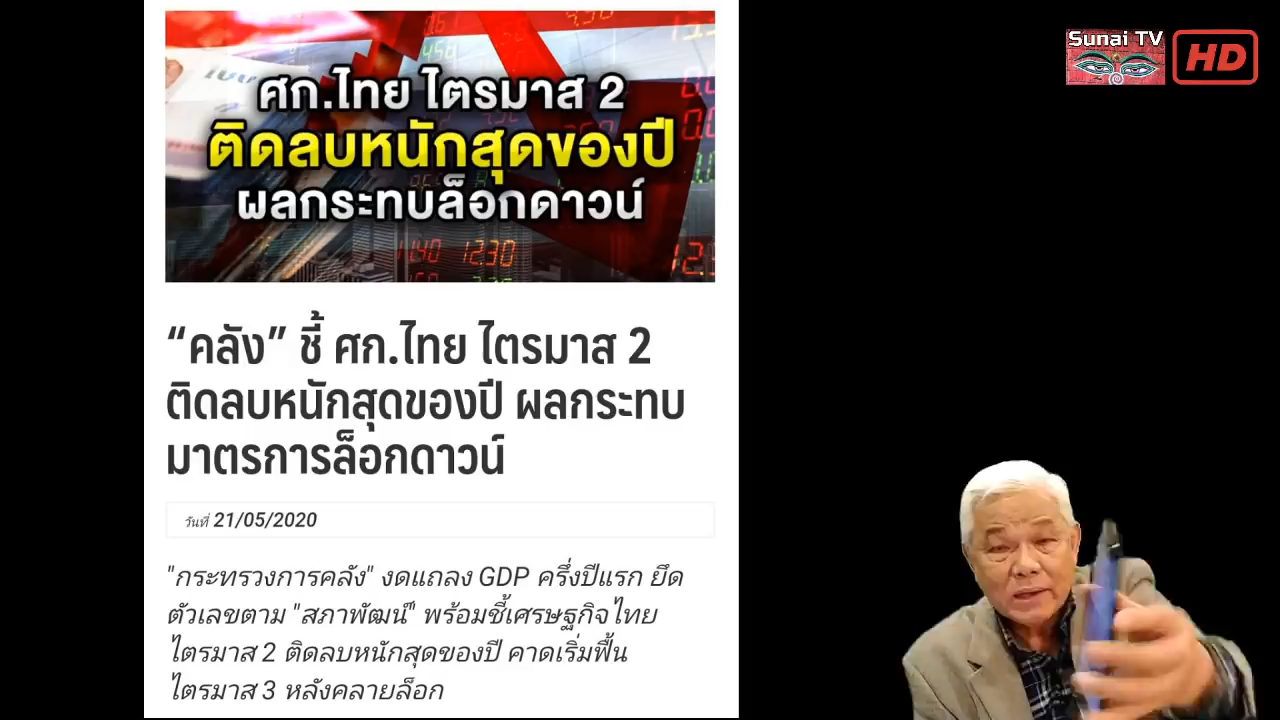 Sunai TV
HD
ศก.ไทย ไตรมาส 2
ติดลบหนักสุดของปี
ผลกระทบล็อกดาวน์
“คลัง” ชี้ ศก.ไทย ไตรมาส 2
ติดลบหนักสุดของปี ผลกระทบ
มาตรการล็อกดาวน์
วันที่ 21/05/2020
"กระทรวงการคลัง" งดแถลง GDP ครึ่งปีแรก ยึด
ตัวเลขตาม "สภาพัฒน์" พร้อมชี้เศรษฐกิจไทย
ไตรมาส 2 ติดลบหนักสุดของปี คาดเริ่มฟื้น
ไตรมาส 3 หลังคลายล็อก